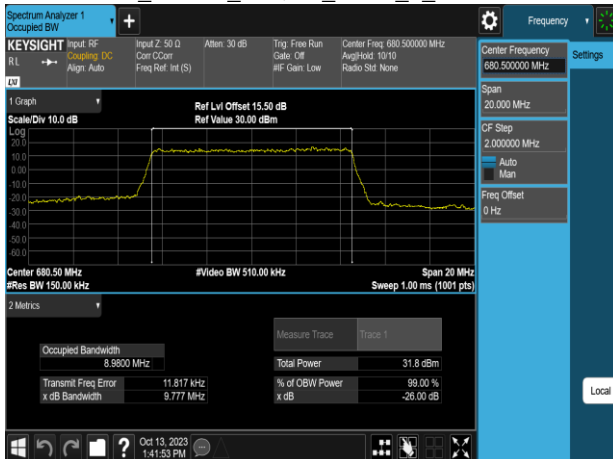 Spectrum Analyzer 1
Occupied BW
+
Frequency
KEYSIGHT
RL
LXI
Input: RF
Coupling: DC
Align: Auto
Input Z: 50 Ω
Corr CCorr
Freq Ref: Int (S)
Atten: 30 dB
Trig: Free Run
Gate: Off
#IF Gain: Low
Center Freq: 680.500000 MHz
Avg|Hold: 10/10
Radio Std: None
Center Frequency
680.500000 MHz
Settings
Span
20.000 MHz
CF Step
2.000000 MHz
Auto
Man
Freq Offset
0 Hz
Local
1 Graph
Scale/Div 10.0 dB
Ref Lvl Offset 15.50 dB
Ref Value 30.00 dBm
Log
20.0
10.0
0.00
-10.0
-20.0
-30.0
-40.0
-50.0
-60.0
Center 680.50 MHz
#Video BW 510.00 kHz
Span 20 MHz
#Res BW 150.00 kHz
Sweep 1.00 ms (1001 pts)
2 Metrics
Measure Trace
Trace 1
Occupied Bandwidth
8.9800 MHz
Total Power
31.8 dBm
Transmit Freq Error
11.817 kHz
% of OBW Power
99.00 %
x dB Bandwidth
9.777 MHz
x dB
-26.00 dB
?
Oct 13, 2023
1:41:53 PM